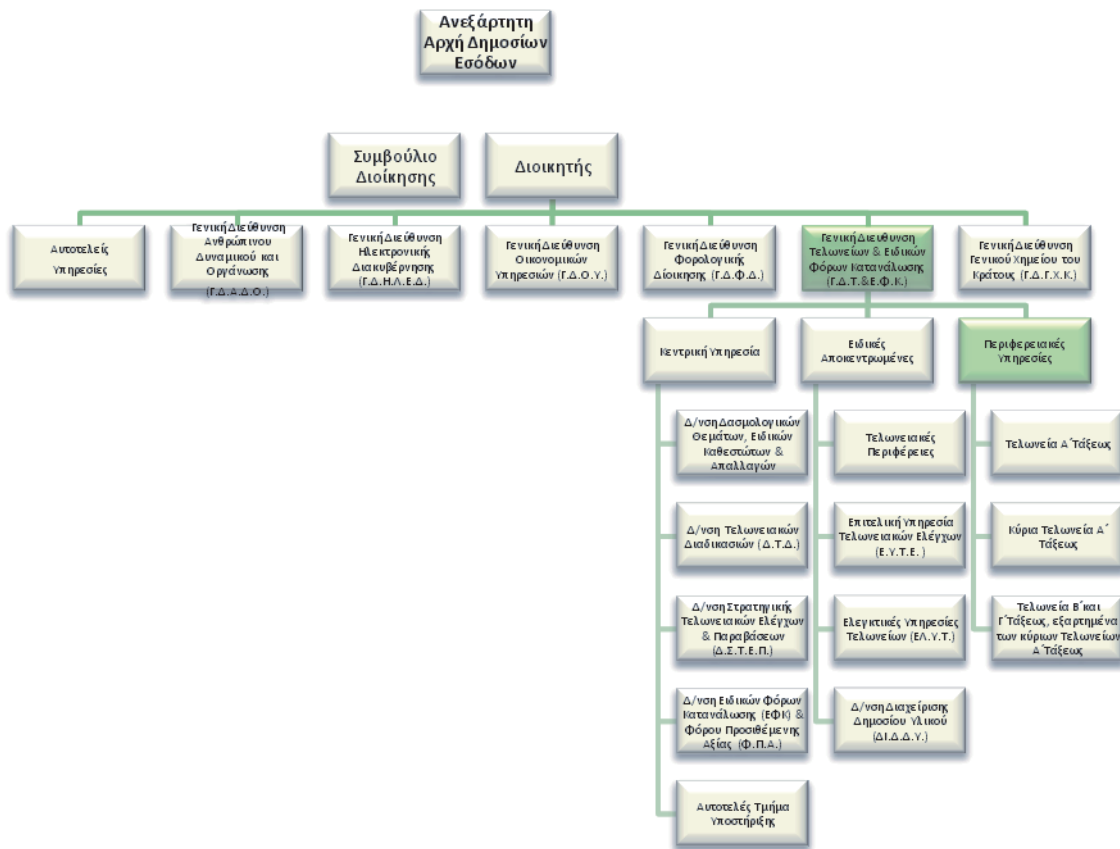 Ανεξάρτητη
Αρχή Δημοσίων
Εσόδων
Συμβούλιο
Διοίκησης
Διοικητής
Αυτοτελείς
Υπηρεσίες
Γενική Διεύθυνση
Ανθρώπινου
Δυναμικού και
Οργάνωσης
(Γ.Δ.Α.Δ.Ο.)
Γενική Διεύθυνση
Ηλεκτρονικής
Διακυβέρνησης
(Γ.Δ.Η.Λ.Ε.Δ.)
Γενική Διεύθυνση
Οικονομικών
Υπηρεσιών (Γ.Δ.Ο.Υ.)
Γενική Διεύθυνση
Φορολογικής
Δίοικησης (Γ.Δ.Φ.Δ.)
Γενική Διευθυνση
Τελωνείων & Ειδικών
Φόρων Κατανάλωσης
(Γ.Δ.Τ.&Ε.Φ.Κ.)
Γενική Διεύθυνση
Γενικού Χημείου του
Κράτους (Γ.Δ.Γ.Χ.Κ.)
Κεντρική Υπηρεσία
Ειδικές
Αποκεντρωμένες
Περιφερειακές
Υπηρεσίες
Δ/νση Δασμολογικών
Θεμάτων, Ειδικών
Καθεστώτων &
Απαλλαγών
Δ/νση Τελωνειακών
Διαδικασιών (Δ.Τ.Δ.)
Δ/νση Στρατηγικής
Τελωνειακών Ελέγχων
& Παραβάσεων
(Δ.Σ.Τ.Ε.Π.)
Δ/νση Ειδικών Φόρων
Κατανάλωσης (ΕΦΚ) &
Φόρου Προσιθέμενης
Αξίας (Φ.Π.Α.)
Αυτοτελές Τμήμα
Υποστήριξης
Τελωνειακές
Περιφέρειες
Επιτελική Υπηρεσία
Τελωνειακών Ελέγχων
(Ε.Υ.Τ.Ε. )
Ελεγκτικές Υπηρεσίες
Τελωνείων (ΕΛ.Υ.Τ.)
Δ/νση Διαχείρισης
Δημοσίου Υλικού
(ΔΙ.Δ.Δ.Υ.)
Τελωνεία Α΄Τάξεως
Κύρια Τελωνεία Α΄
Τάξεως
Τελωνεία Β΄και
Γ΄Τάξεως, εξαρτημένα
των κύριων Τελωνείων
Α΄Τάξεως